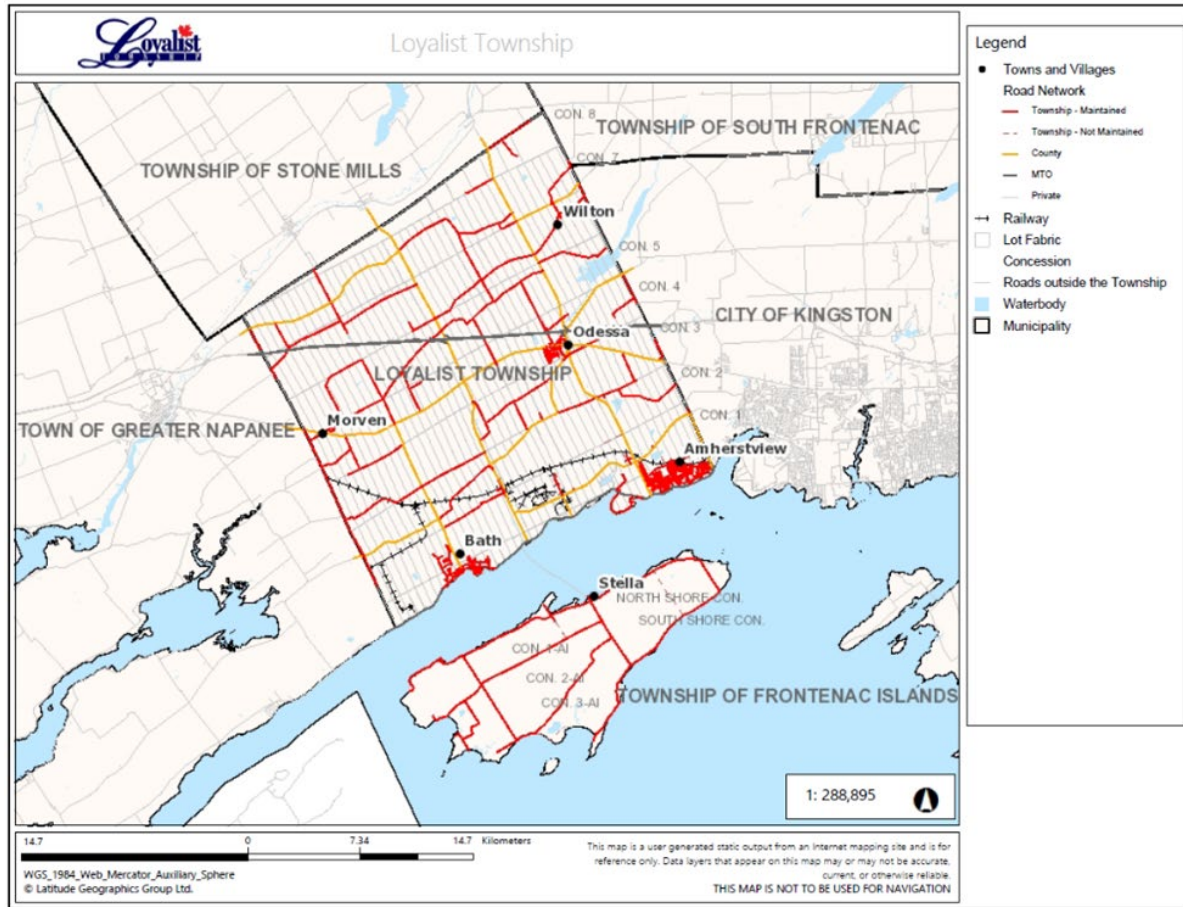 Loyalist
TOWNSHIP
Loyalist Township
Legend
Towns and Villages
Road Network
Township - Maintained
Township - Not Maintained
County
MTO
Private
Railway
Lot Fabric
Concession
Roads outside the Township
Waterbody
Municipality
CON. 8
TOWNSHIP OF SOUTH FRONTENAC
CON. 7
TOWNSHIP OF STONE MILLS
Wilton
CON. 5
CON. 4
CITY OF KINGSTON
CON. 3
Odessa
LOYALIST TOWNSHIP
CON. 2
CON. 1
Morven
TOWN OF GREATER NAPANEE
Amherstview
Bath
Stella
NORTH SHORE CON.
SOUTH SHORE CON.
CON. 1-AI
CON. 2-AI
CON. 3-AI
TOWNSHIP OF FRONTENAC ISLANDS
1: 288,895
14.7 0 7.34 14.7 Kilometers
WGS_1984_Web_Mercator_Auxiliary_Sphere
© Latitude Geographics Group Ltd.
This map is a user generated static output from an Internet mapping site and is for
reference only. Data layers that appear on this map may or may not be accurate,
current, or otherwise reliable.
THIS MAP IS NOT TO BE USED FOR NAVIGATION